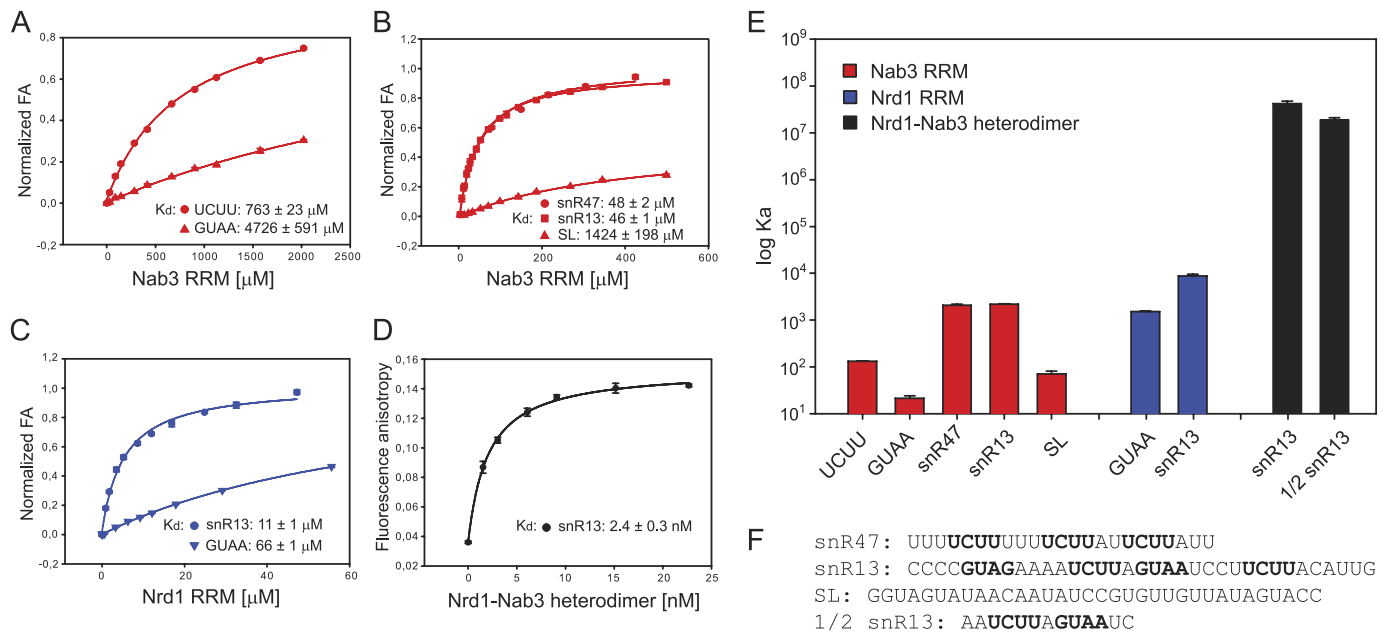 A
0,8
0,6
0,4
0,2
0,0
-0,2
Normalized FA
Kd: UCUU: 763 ± 23 μM
GUAA: 4726 ± 591 μM
0 500 1000 1500 2000 2500
Nab3 RRM [μM]
B
1,2
1,0
0,8
0,6
0,4
0,2
0,0
-0,2
Normalized FA
snR47: 48 ± 2 μM
Kd: snR13: 46 ± 1 μM
SL: 1424 ± 198 μM
0 200 400 600
Nab3 RRM [μM]
C
1,2
1,0
0,8
0,6
0,4
0,2
0,0
-0,2
Normalized FA
Kd: snR13: 11 ± 1 μM
GUAA: 66 ± 1 μM
0 20 40 60
Nrd1 RRM [μM]
D
0,16
0,14
0,12
0,10
0,08
0,06
0,04
0,02
Fluorescence anisotropy
Kd: snR13: 2.4 ± 0.3 nM
0 5 10 15 20 25
Nrd1-Nab3 heterodimer [nM]
E
10⁹
10⁸
10⁷
10⁶
10⁵
10⁴
10³
10²
10¹
log Ka
Nab3 RRM
Nrd1 RRM
Nrd1-Nab3 heterodimer
UCUU GUAA snR47 snR13 SL GUAA snR13 snR13 1/2 snR13
F
snR47: UUUUCUUUUUUCUUAUUCUUAUU
snR13: CCCCGUAGAAAAUCUUAGUAAUCCUUCUUACAUUG
SL: GGUAGUAUAACAAUAUCCGUGUUGUUAUAGUACC
1/2 snR13: AAUCUUAGUAAUC